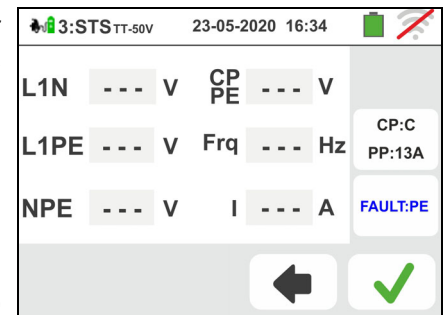 3:STS TT-50V 23-05-2020 16:34
L1N --- V CP PE --- V
L1PE --- V Frq --- Hz
NPE --- V I --- A
CP:C
PP:13A
FAULT:PE